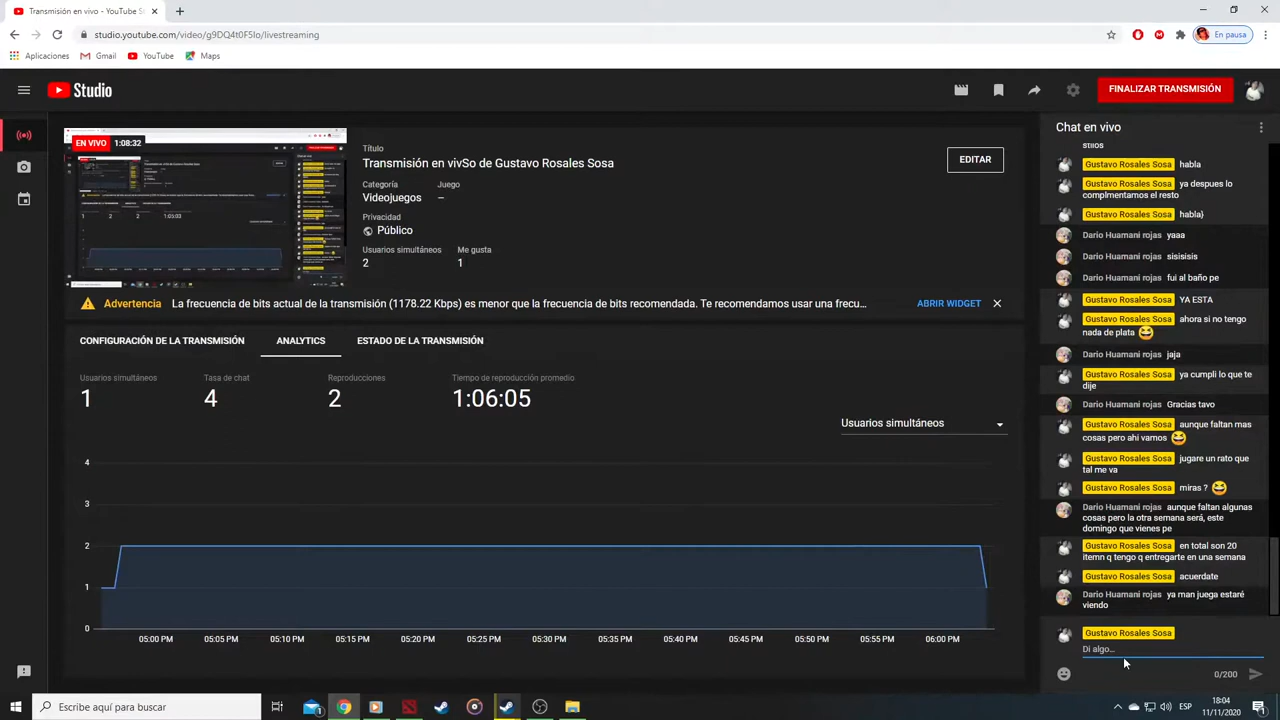 Transmisión en vivo - YouTube S
studio.youtube.com/video/g9DQ4t0F5Io/livestreaming
En pausa
Aplicaciones
Gmail
YouTube
Maps
Studio
FINALIZAR TRANSMISIÓN
EN VIVO 1:08:32
Título
Transmisión en vivSo de Gustavo Rosales Sosa
Categoría
Juego
Videojuegos
–
Privacidad
Público
Usuarios simultáneos
Me gusta
2
1
EDITAR
Advertencia
La frecuencia de bits actual de la transmisión (1178.22 Kbps) es menor que la frecuencia de bits recomendada. Te recomendamos usar una frecu...
ABRIR WIDGET
CONFIGURACIÓN DE LA TRANSMISIÓN
ANALYTICS
ESTADO DE LA TRANSMISIÓN
Usuarios simultáneos
Tasa de chat
Reproducciones
Tiempo de reproducción promedio
1
4
2
1:06:05
Usuarios simultáneos
4
3
2
1
0
05:00 PM
05:05 PM
05:10 PM
05:15 PM
05:20 PM
05:25 PM
05:30 PM
05:35 PM
05:40 PM
05:45 PM
05:50 PM
05:55 PM
06:00 PM
Chat en vivo
Gustavo Rosales Sosa habla
Gustavo Rosales Sosa ya despues lo
complmentamos el resto
Gustavo Rosales Sosa habla)
Dario Huamani rojas yaaa
Dario Huamani rojas sisisisis
Dario Huamani rojas fui al baño pe
Gustavo Rosales Sosa YA ESTA
Gustavo Rosales Sosa ahora si no tengo
nada de plata 😆
Dario Huamani rojas jaja
Gustavo Rosales Sosa ya cumpli lo que te
dije
Dario Huamani rojas Gracias tavo
Gustavo Rosales Sosa aunque faltan mas
cosas pero ahi vamos 😆
Gustavo Rosales Sosa jugare un rato que
tal me va
Gustavo Rosales Sosa miras ? 😆
Dario Huamani rojas aunque faltan algunas
cosas pero la otra semana será, este
domingo que vienes pe
Gustavo Rosales Sosa en total son 20
itemn q tengo q entregarte en una semana
Gustavo Rosales Sosa acuerdate
Dario Huamani rojas ya man juega estaré
viendo
Gustavo Rosales Sosa
Di algo...
0/200
Escribe aquí para buscar
ESP
18:04
11/11/2020